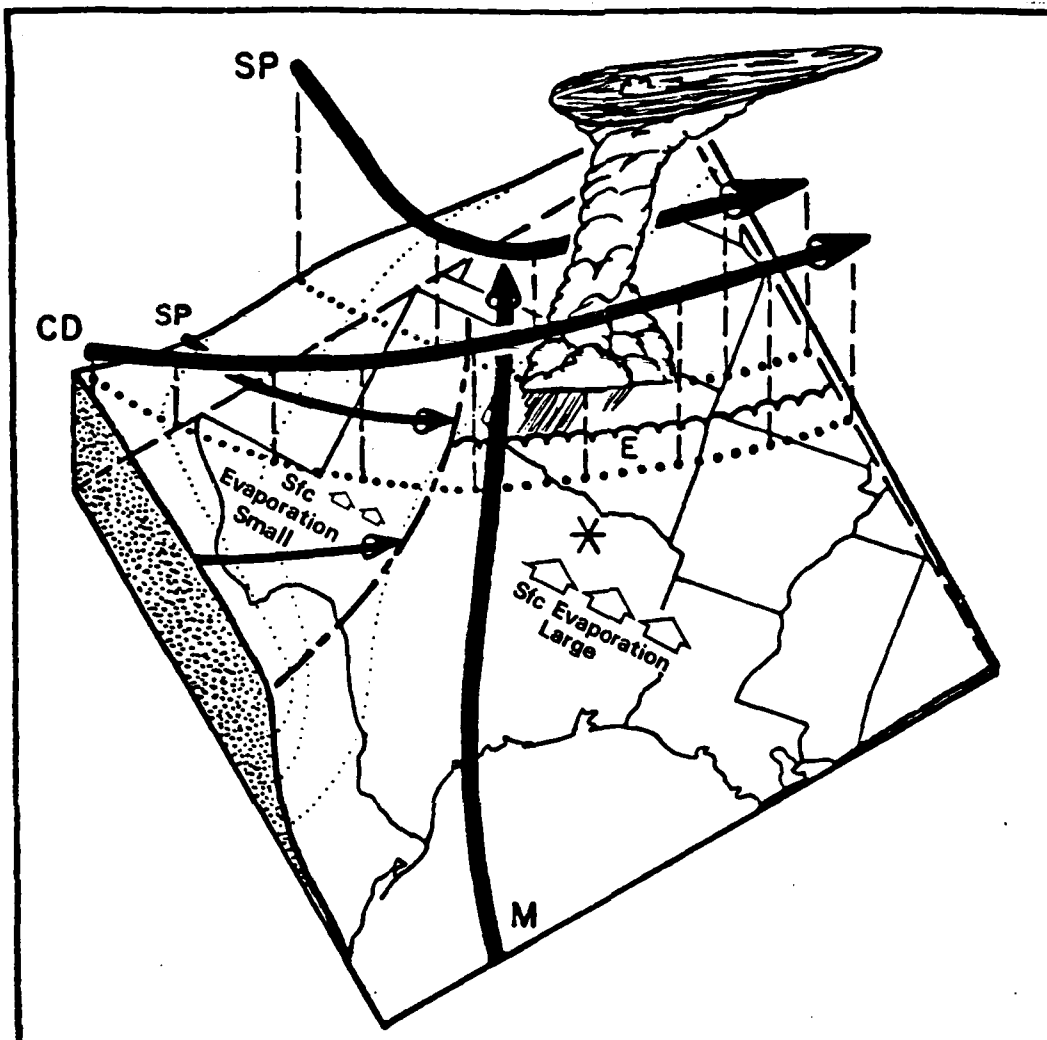 SP
CD
SP
E
Sfc
Evaporation
Small
Sfc Evaporation
Large
M